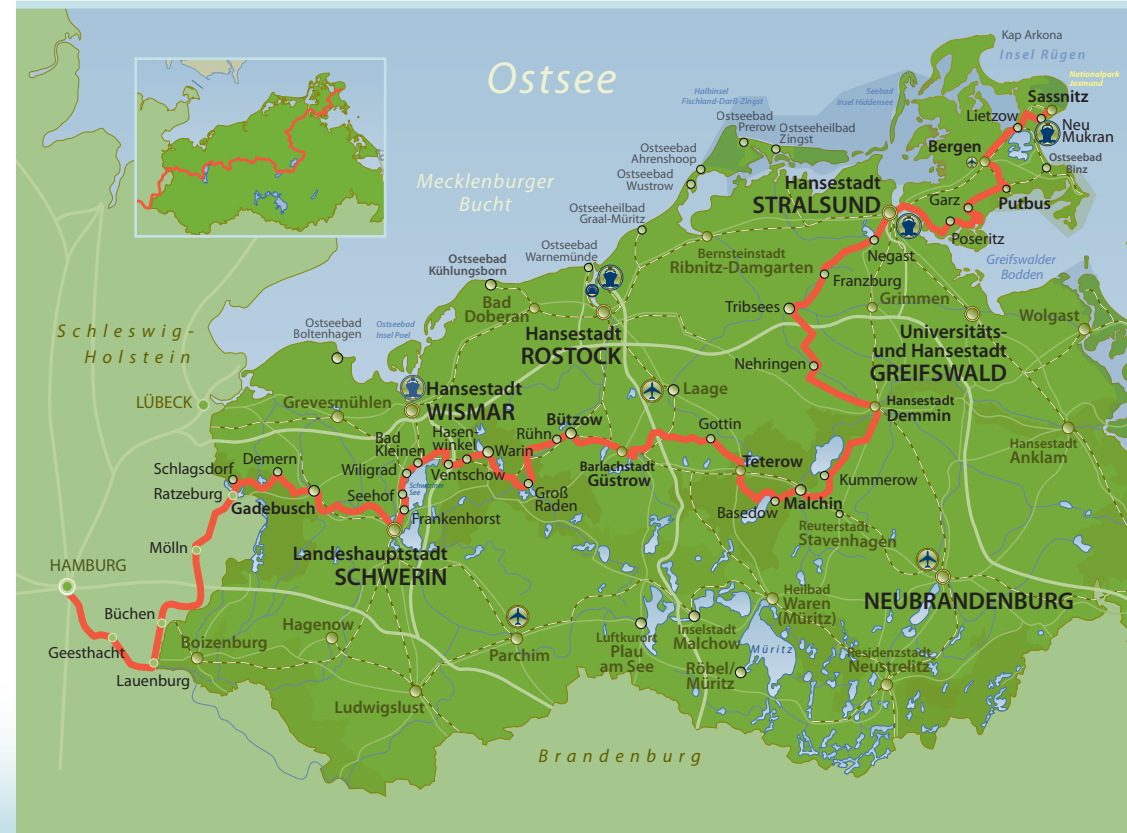 Kap Arkona
Insel Rügen
Ostsee
Nationalpark
Jasmund
Halbinsel
Fischland-Darß-Zingst
Seebad
Insel Hiddensee
Sassnitz
Lietzow
Neu
Mukran
Ostseebad
Prerow
Ostseeheilbad
Zingst
Bergen
Ostseebad
Binz
Ostseebad
Ahrenshoop
Ostseebad
Wustrow
Mecklenburger
Bucht
Hansestadt
STRALSUND
Garz
Putbus
Poseritz
Ostseeheilbad
Graal-Müritz
Negast
Greifswalder
Bodden
Ostseebad
Warnemünde
Bernsteinstadt
Ribnitz-Damgarten
Ostseebad
Kühlungsborn
Franzburg
Bad
Doberan
Grimmen
Tribsees
Wolgast
Ostseebad
Boltenhagen
Ostseebad
Insel Poel
Schleswig-
Holstein
Hansestadt
ROSTOCK
Universitäts-
und Hansestadt
GREIFSWALD
Nehringen
LÜBECK
Grevesmühlen
Hansestadt
WISMAR
Laage
Hansestadt
Demmin
Bützow
Rühn
Gottin
Hansestadt
Anklam
Bad
Kleinen
Hasen-
winkel
Warin
Ventschow
Barlachstadt
Güstrow
Teterow
Schlagsdorf
Demern
Wiligrad
Ratzeburg
Gadebusch
Seehof
Schweriner
See
Groß
Raden
Kummerow
Basedow
Malchin
Frankenhorst
Reuterstadt
Stavenhagen
Mölln
Landeshauptstadt
SCHWERIN
HAMBURG
Heilbad
Waren
(Müritz)
NEUBRANDENBURG
Büchen
Hagenow
Boizenburg
Parchim
Luftkurort
Plau
am See
Inselstadt
Malchow
Müritz
Geesthacht
Residenzstadt
Neustrelitz
Lauenburg
Röbel/
Müritz
Ludwigslust
Brandenburg